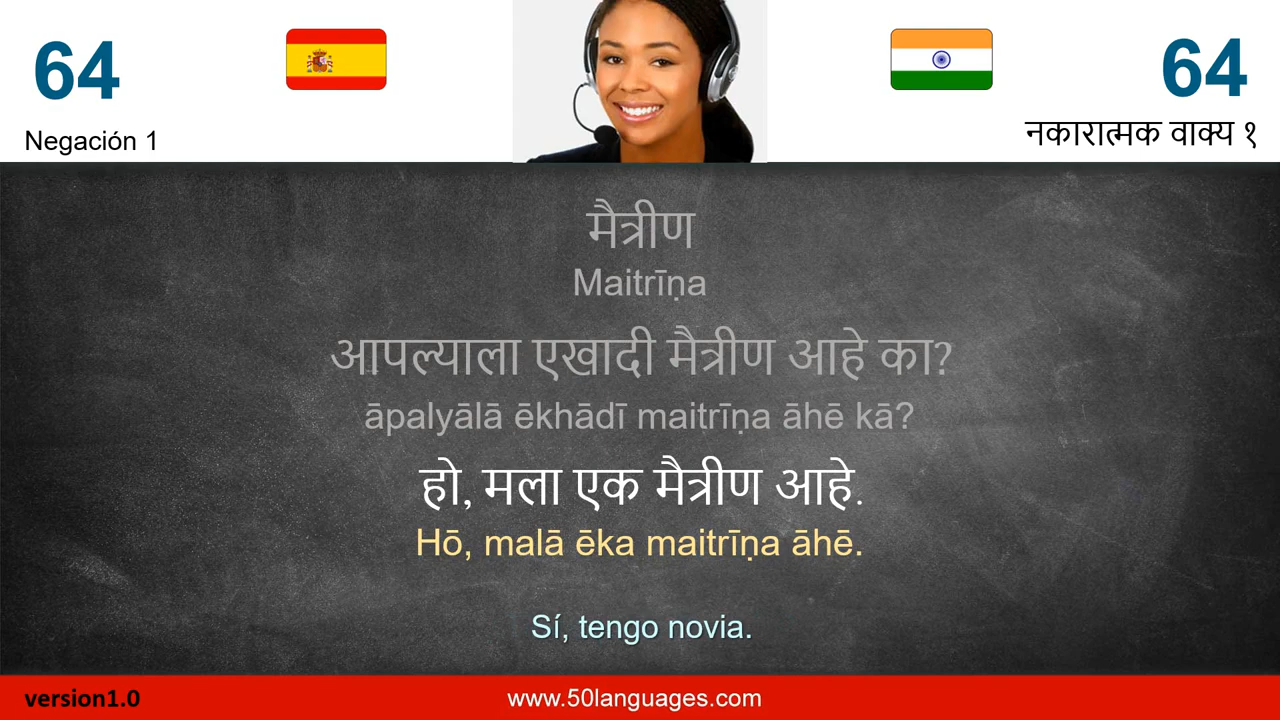 64
64
Negación 1
नकारात्मक वाक्य १
मैत्रीण
Maitrīṇa
आपल्याला एखादी मैत्रीण आहे का?
āpalyālā ēkhādī maitrīṇa āhē kā?
हो, मला एक मैत्रीण आहे.
Hō, malā ēka maitrīṇa āhē.
Sí, tengo novia.
version1.0
www.50languages.com